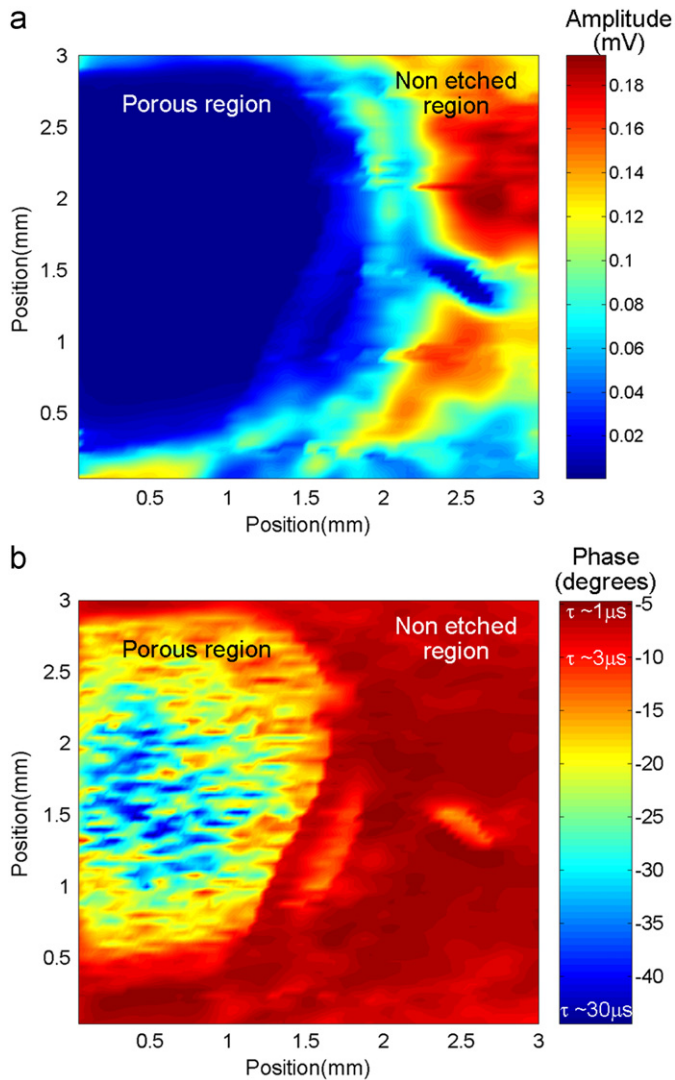 a
Amplitude
(mV)
3
2.5
2
1.5
1
0.5
Position(mm)
Porous region
Non etched
region
0.18
0.16
0.14
0.12
0.10
0.08
0.06
0.04
0.02
0.5 1 1.5 2 2.5 3
Position(mm)
b
Phase
(degrees)
3
2.5
2
1.5
1
0.5
Position(mm)
Porous region
Non etched
region
τ ~1μs
τ ~3μs
τ ~30μs
-5
-10
-15
-20
-25
-30
-35
-40
0.5 1 1.5 2 2.5 3
Position(mm)